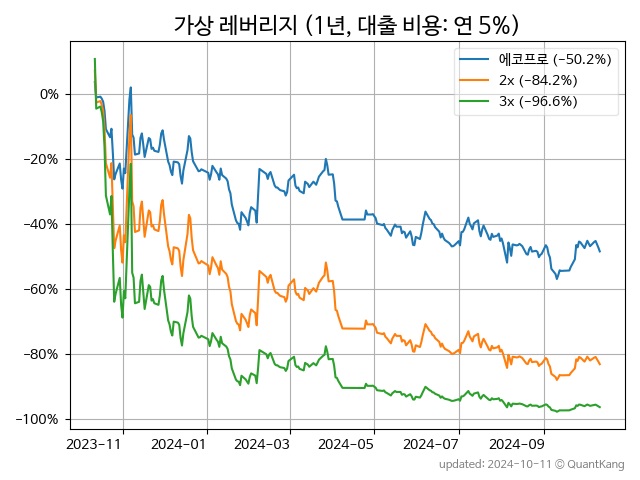 가상 레버리지 (1년, 대출 비용: 연 5%)
에코프로 (−50.2%)
2x (−84.2%)
3x (−96.6%)
0%
−20%
−40%
−60%
−80%
−100%
2023-11 2024-01 2024-03 2024-05 2024-07 2024-09
updated: 2024-10-11 © QuantKang